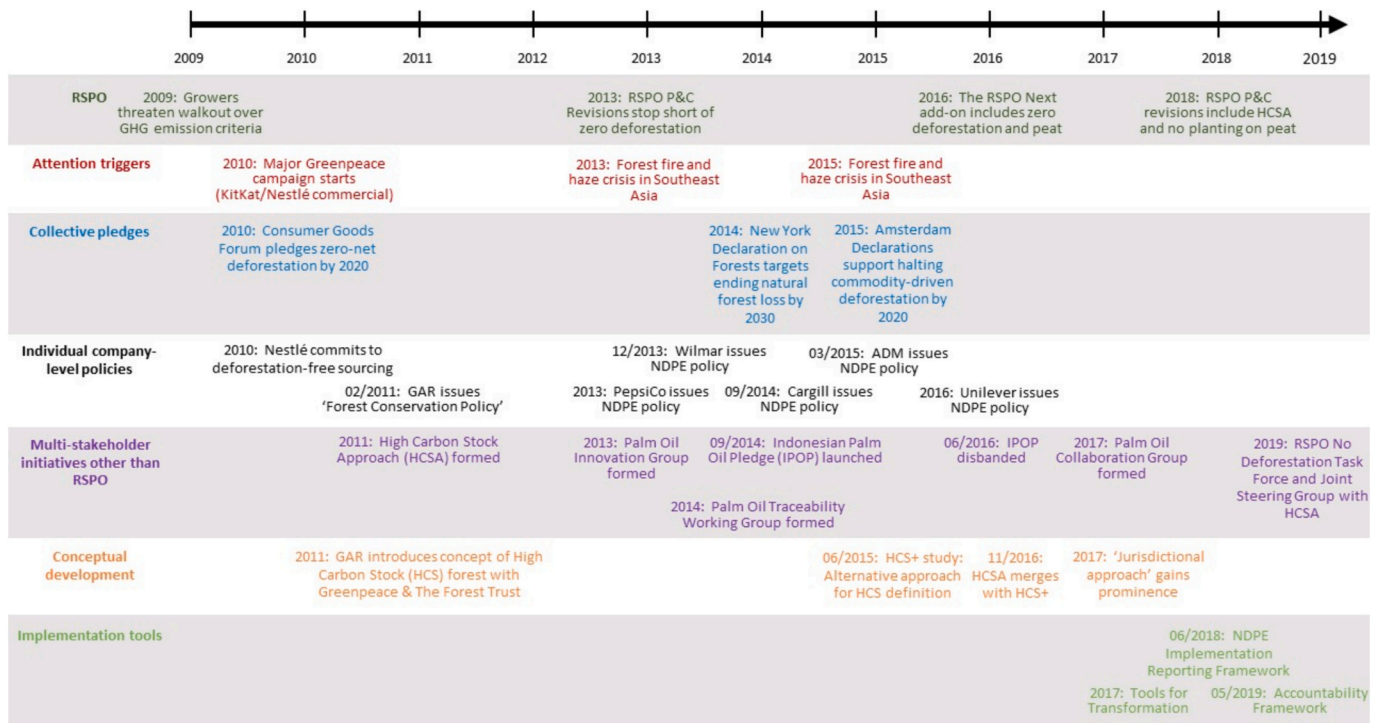 2009
2010
2011
2012
2013
2014
2015
2016
2017
2018
2019
RSPO
2009: Growers
threaten walkout over
GHG emission criteria
2013: RSPO P&C
Revisions stop short of
zero deforestation
2016: The RSPO Next
add-on includes zero
deforestation and peat
2018: RSPO P&C
revisions include HCSA
and no planting on peat
Attention triggers
2010: Major Greenpeace
campaign starts
(KitKat/Nestlé commercial)
2013: Forest fire and
haze crisis in Southeast
Asia
2015: Forest fire and
haze crisis in Southeast
Asia
Collective pledges
2010: Consumer Goods
Forum pledges zero-net
deforestation by 2020
2014: New York
Declaration on
Forests targets
ending natural
forest loss by
2030
2015: Amsterdam
Declarations
support halting
commodity-driven
deforestation by
2020
Individual company-
level policies
2010: Nestlé commits to
deforestation-free sourcing
02/2011: GAR issues
‘Forest Conservation Policy’
12/2013: Wilmar issues
NDPE policy
2013: PepsiCo issues
NDPE policy
09/2014: Cargill issues
NDPE policy
03/2015: ADM issues
NDPE policy
2016: Unilever issues
NDPE policy
Multi-stakeholder
initiatives other than
RSPO
2011: High Carbon Stock
Approach (HCSA) formed
2013: Palm Oil
Innovation Group
formed
09/2014: Indonesian Palm
Oil Pledge (IPOP) launched
2014: Palm Oil Traceability
Working Group formed
06/2016: IPOP
disbanded
2017: Palm Oil
Collaboration Group
formed
2019: RSPO No
Deforestation Task
Force and Joint
Steering Group with
HCSA
Conceptual
development
2011: GAR introduces concept of High
Carbon Stock (HCS) forest with
Greenpeace & The Forest Trust
06/2015: HCS+ study:
Alternative approach
for HCS definition
11/2016:
HCSA merges
with HCS+
2017: ‘Jurisdictional
approach’ gains
prominence
Implementation tools
06/2018: NDPE
Implementation
Reporting Framework
2017: Tools for
Transformation
05/2019: Accountability
Framework